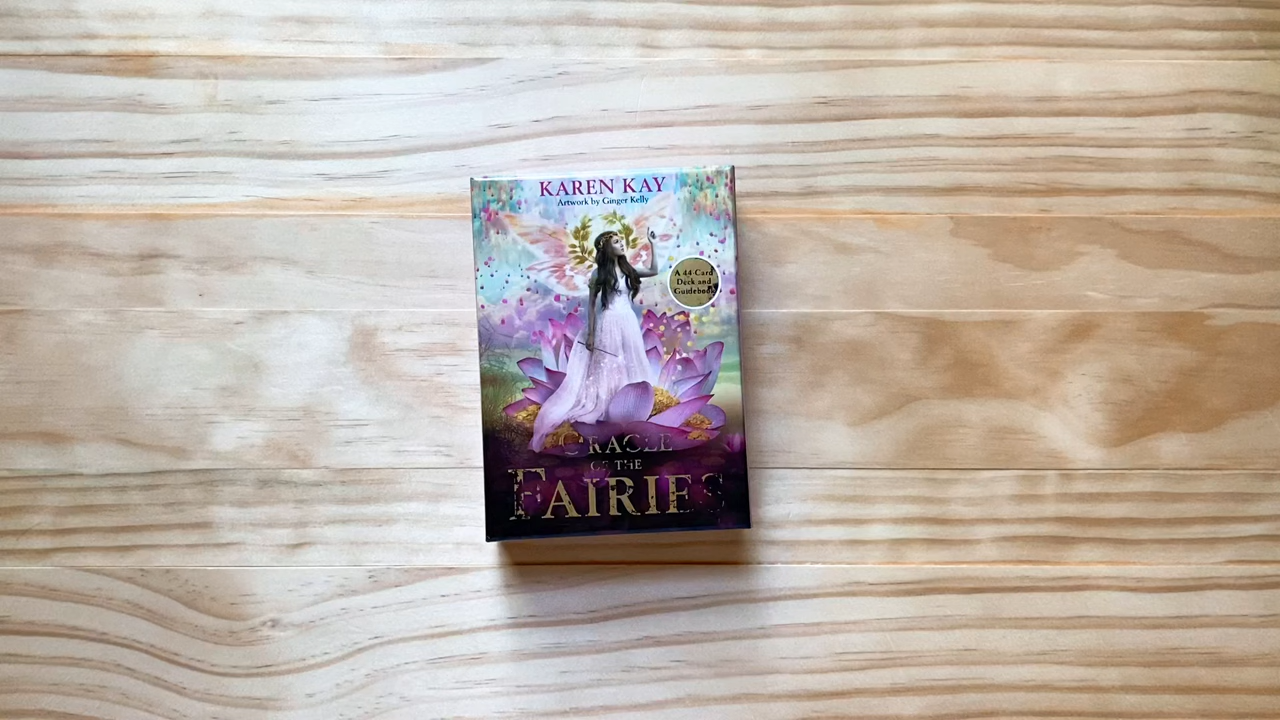 KAREN KAY
Artwork by Ginger Kelly
A 44 Card
Deck and
Guidebook
ORACLE
OF THE
FAIRIES